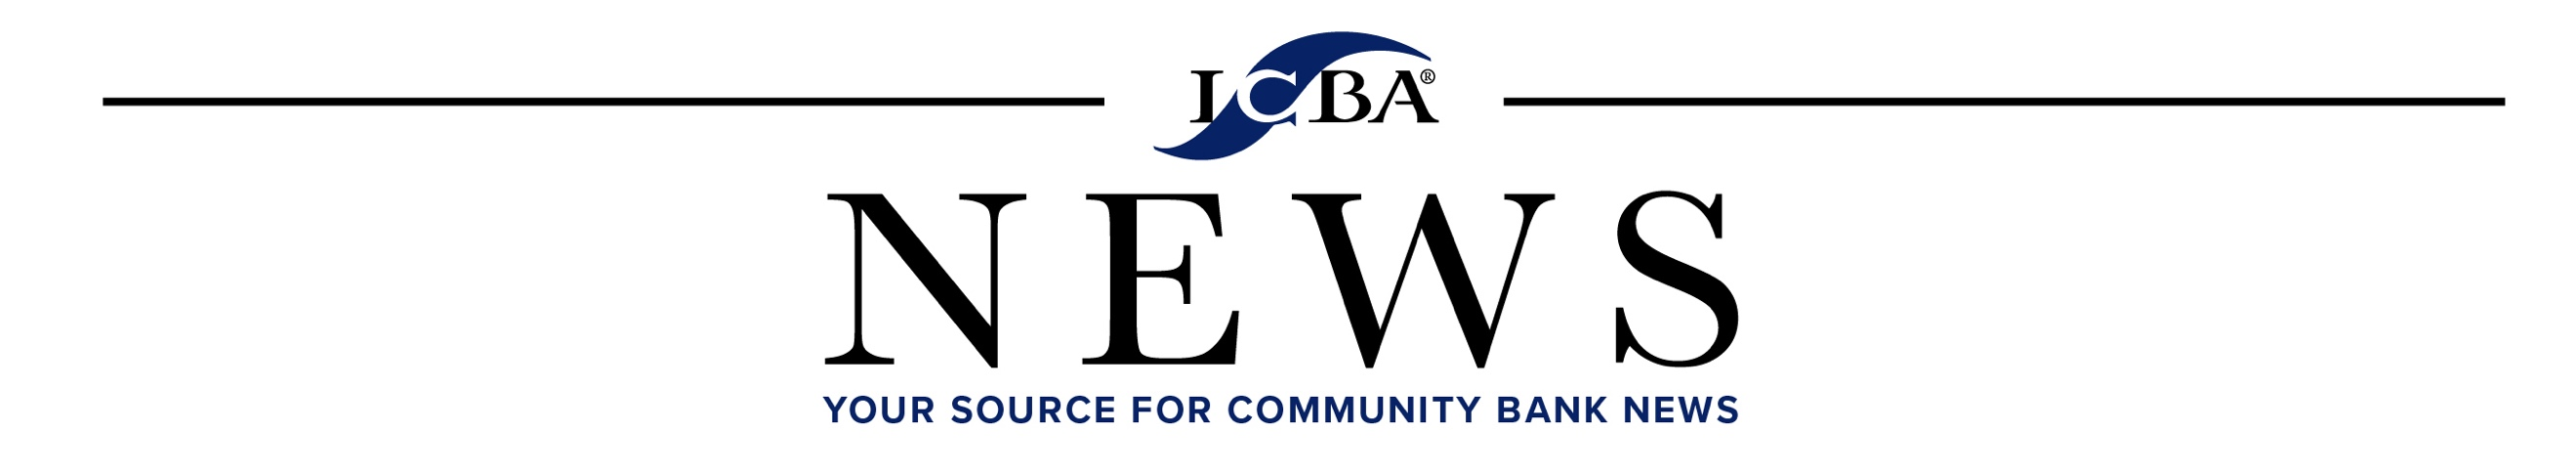 ICBA®
NEWS
YOUR SOURCE FOR COMMUNITY BANK NEWS